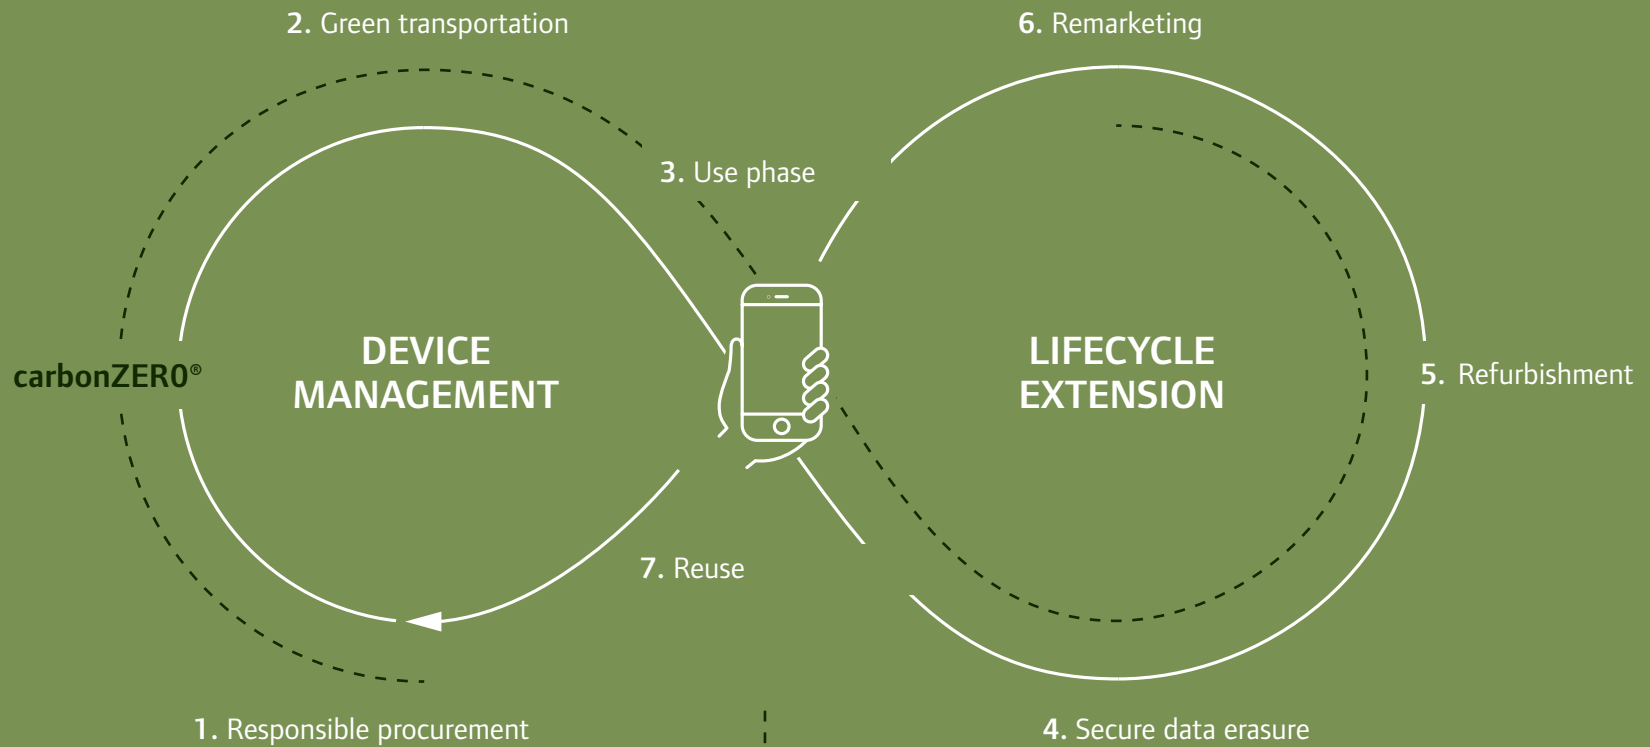 2. Green transportation
6. Remarketing
3. Use phase
DEVICE
MANAGEMENT
LIFECYCLE
EXTENSION
carbonZER0®
5. Refurbishment
7. Reuse
1. Responsible procurement
4. Secure data erasure